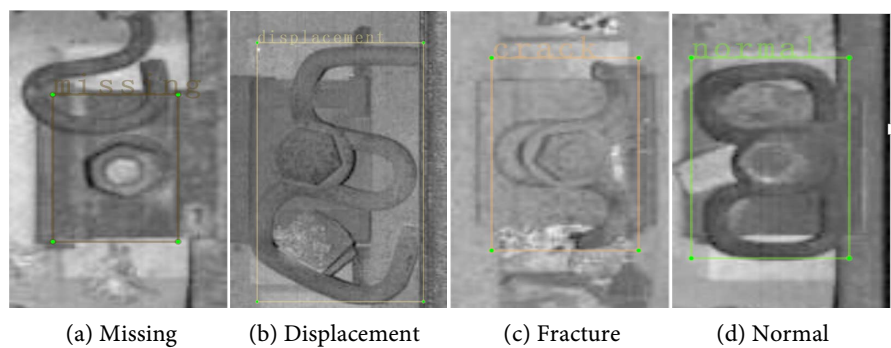 missing
displacement
crack
normal
(a) Missing
(b) Displacement
(c) Fracture
(d) Normal